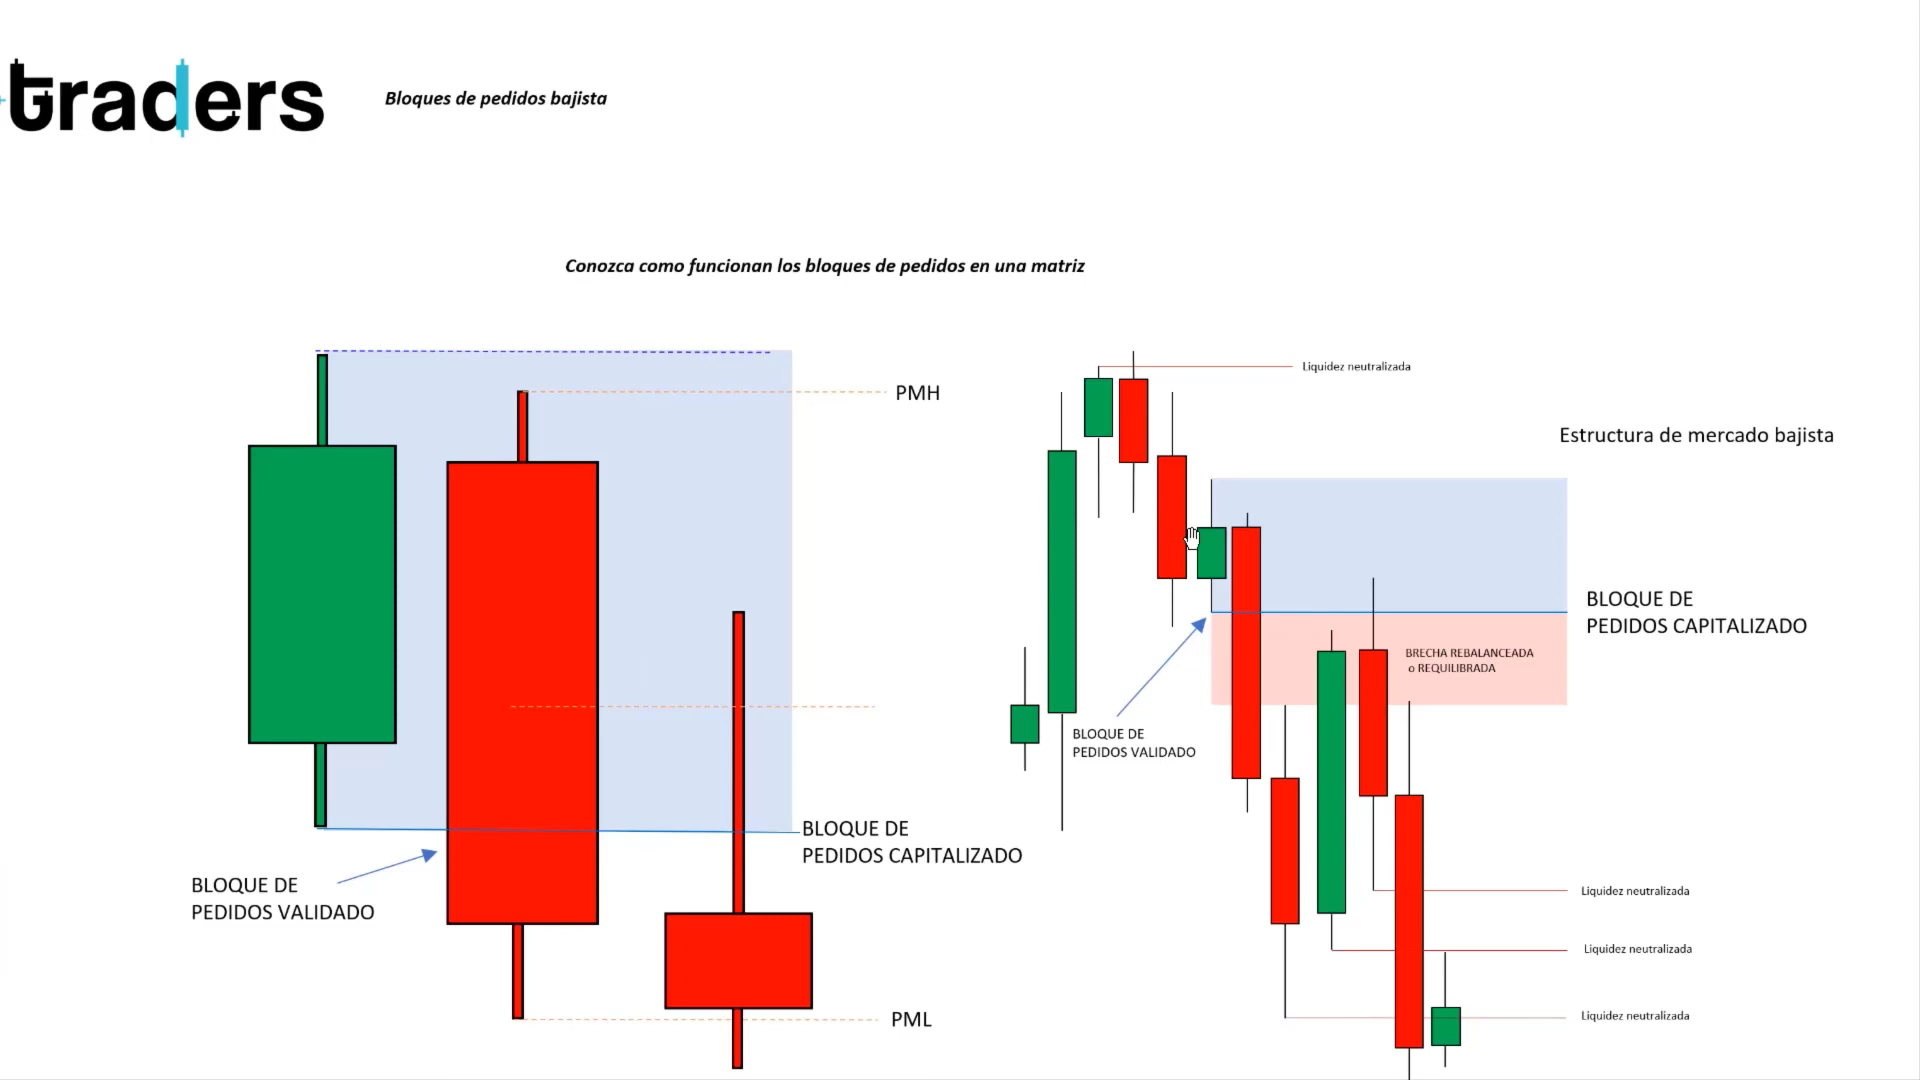 traders
Bloques de pedidos bajista
Conozca como funcionan los bloques de pedidos en una matriz
PMH
BLOQUE DE
PEDIDOS CAPITALIZADO
BLOQUE DE
PEDIDOS VALIDADO
PML
Liquidez neutralizada
Estructura de mercado bajista
BLOQUE DE
PEDIDOS CAPITALIZADO
BRECHA REBALANCEADA
o REQUILIBRADA
BLOQUE DE
PEDIDOS VALIDADO
Liquidez neutralizada
Liquidez neutralizada
Liquidez neutralizada